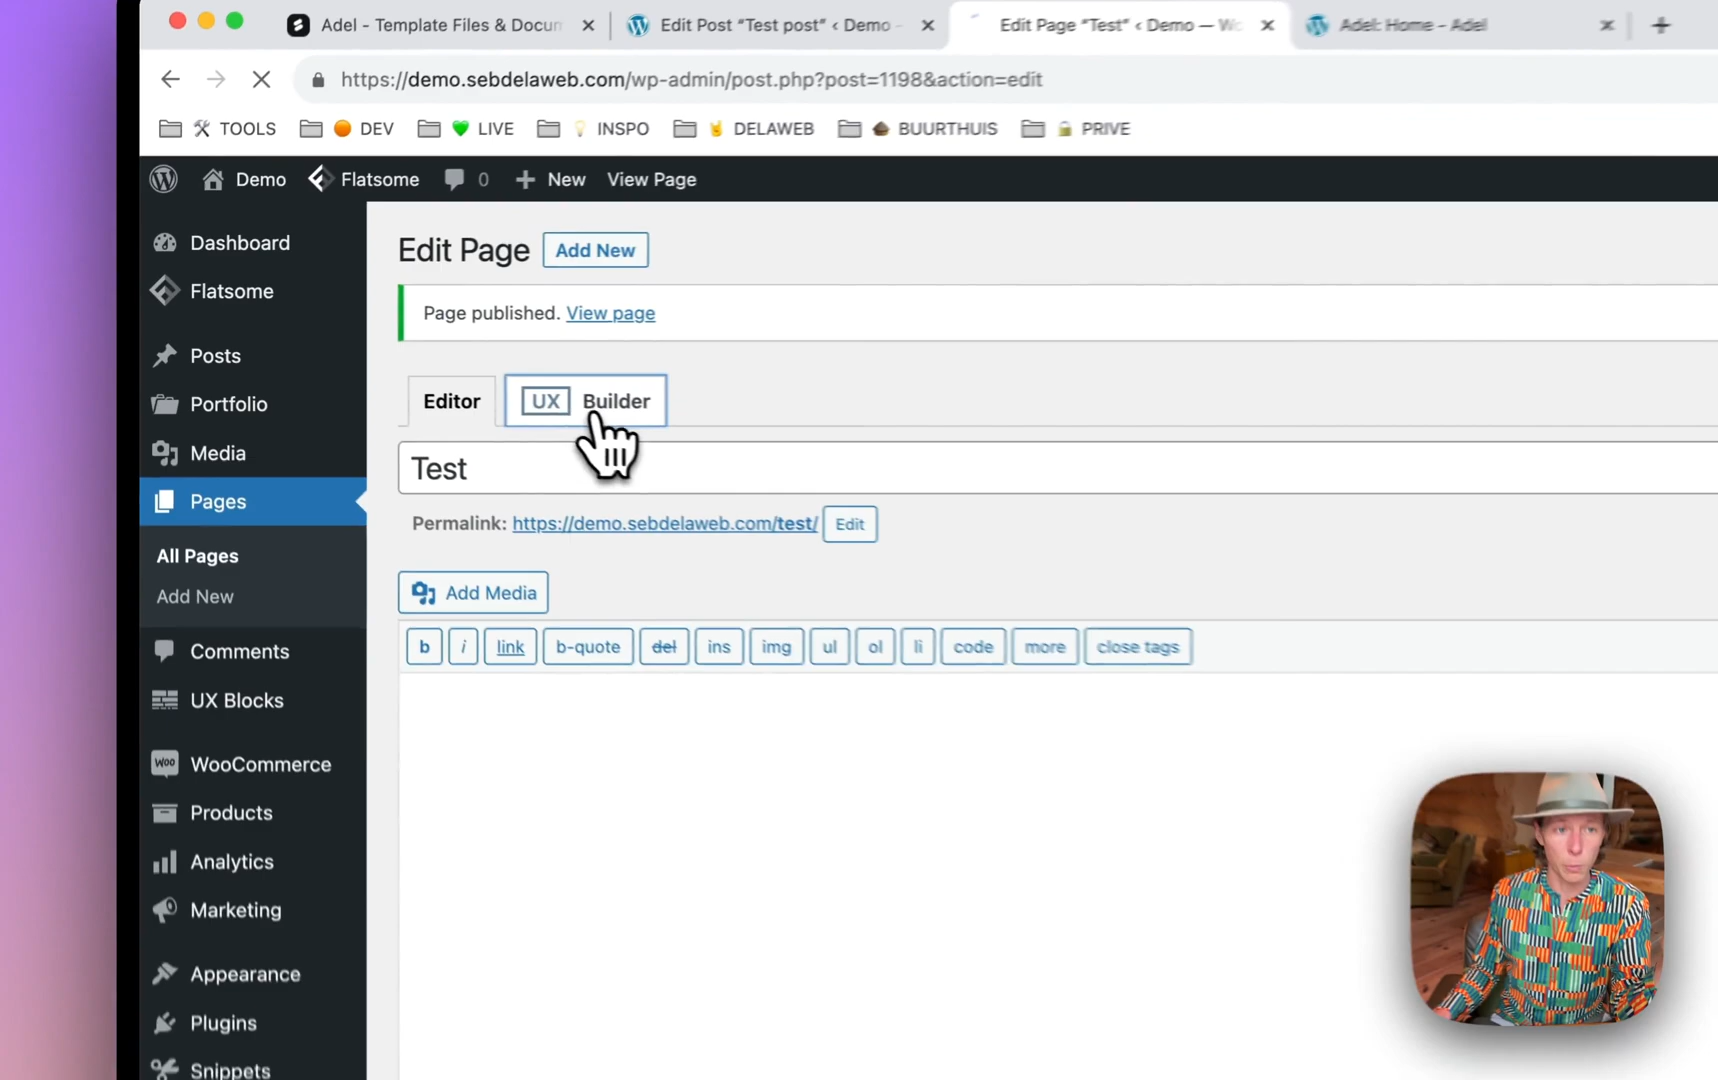 Adel - Template Files & Docum
Edit Post “Test post” ‹ Demo -
Edit Page “Test” ‹ Demo — Wo
Adel: Home - Adel
https://demo.sebdelaweb.com/wp-admin/post.php?post=1198&action=edit
TOOLS DEV LIVE INSPO DELAWEB BUURTHUIS PRIVE
Demo Flatsome 0 New View Page
Dashboard
Flatsome
Posts
Portfolio
Media
Pages
All Pages
Add New
Comments
UX Blocks
WooCommerce
Products
Analytics
Marketing
Appearance
Plugins
Snippets
Edit Page Add New
Page published. View page
Editor UX Builder
Test
Permalink: https://demo.sebdelaweb.com/test/ Edit
Add Media
b i link b-quote del ins img ul ol li code more close tags